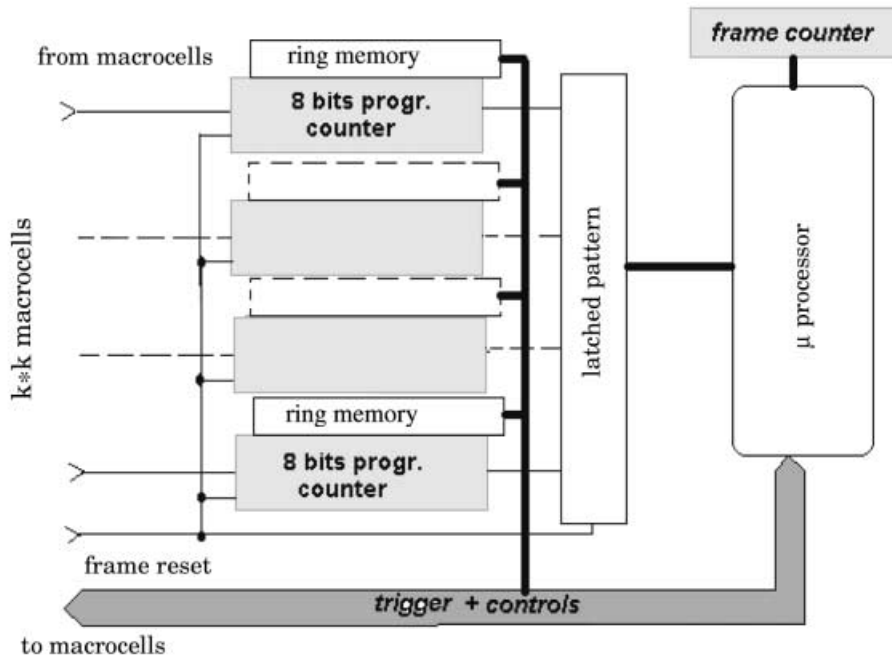 frame counter
from macrocells
ring memory
8 bits progr.
counter
k*k macrocells
latched pattern
μ processor
ring memory
8 bits progr.
counter
frame reset
trigger + controls
to macrocells